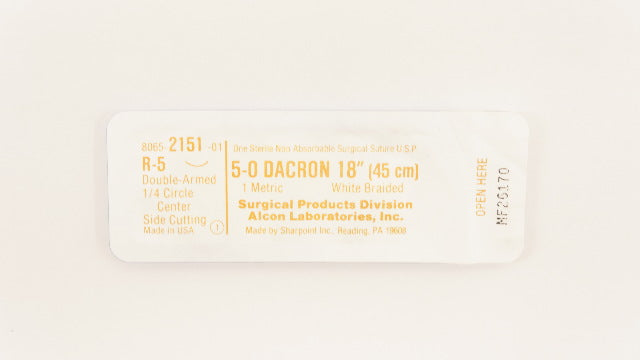 8065-2151-01
R-5
Double-Armed
1/4 Circle
Center
Side Cutting
Made in USA
1
One Sterile Non-Absorbable Surgical Suture U.S.P.
5-0 DACRON 18" (45 cm)
1 Metric White Braided
Surgical Products Division
Alcon Laboratories, Inc.
Made by Sharpoint Inc. Reading, PA 19608
OPEN HERE
MF26170